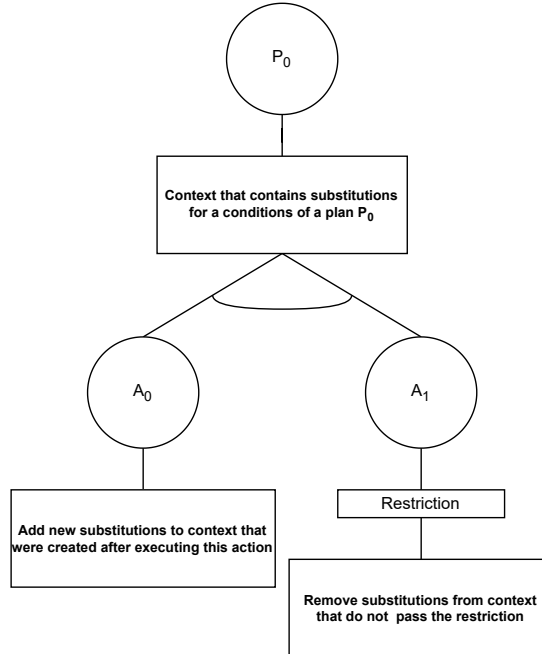 P₀
Context that contains substitutions
for a conditions of a plan P₀
A₀
A₁
Add new substitutions to context that
were created after executing this action
Restriction
Remove substitutions from context
that do not pass the restriction